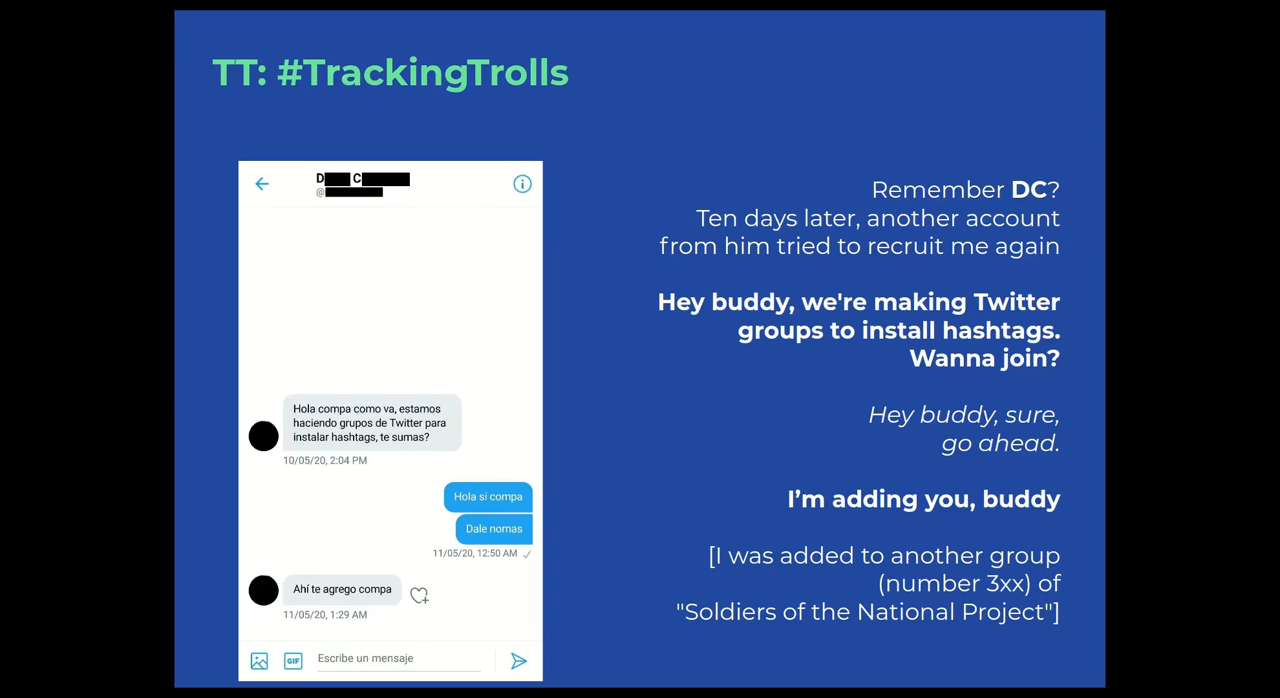 TT: #TrackingTrolls
D C
@
Hola compa como va, estamos
haciendo grupos de Twitter para
instalar hashtags, te sumas?
10/05/20, 2:04 PM
Hola si compa
Dale nomas
11/05/20, 12:50 AM
Ahí te agrego compa
11/05/20, 1:29 AM
GIF
Escribe un mensaje
Remember DC?
Ten days later, another account
from him tried to recruit me again
Hey buddy, we're making Twitter
groups to install hashtags.
Wanna join?
Hey buddy, sure,
go ahead.
I’m adding you, buddy
[I was added to another group
(number 3xx) of
"Soldiers of the National Project"]